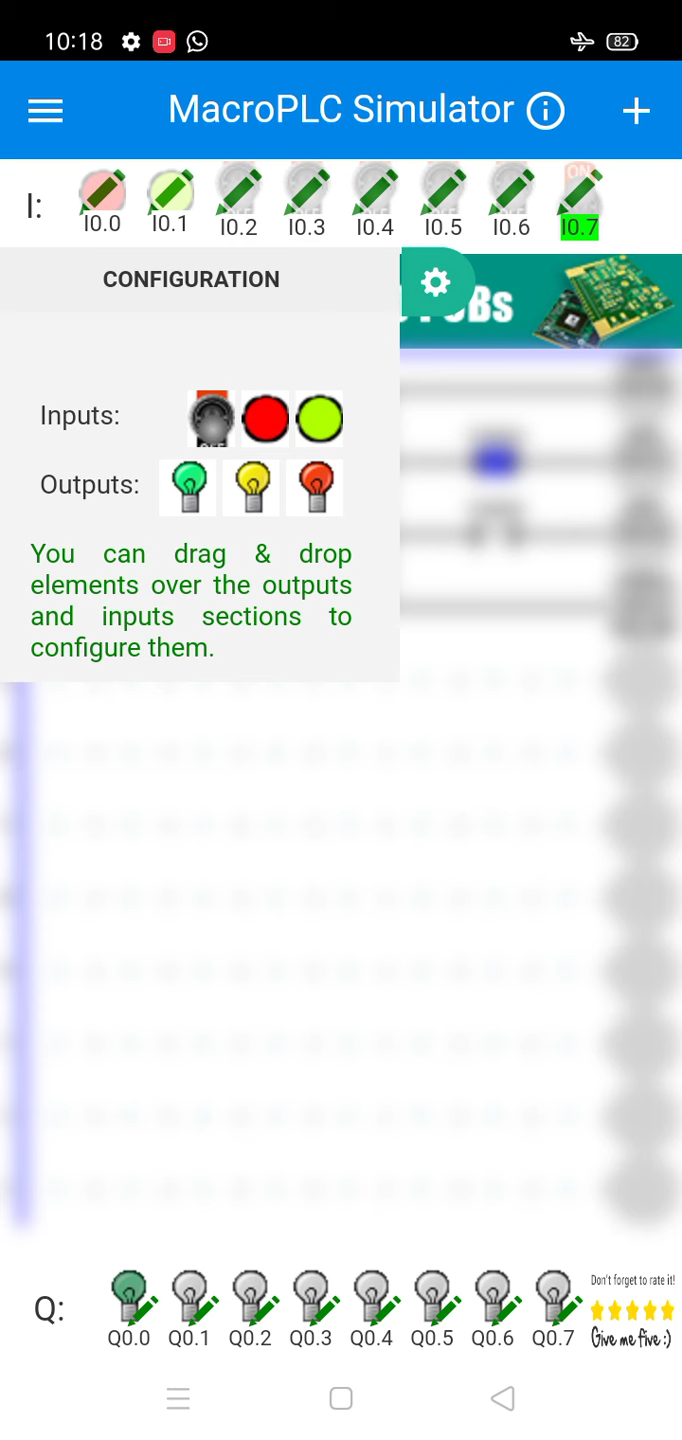 10:18
82
MacroPLC Simulator
I:
I0.0 I0.1 I0.2 I0.3 I0.4 I0.5 I0.6 I0.7
CONFIGURATION
Inputs:
Outputs:
You can drag & drop
elements over the outputs
and inputs sections to
configure them.
Q:
Q0.0 Q0.1 Q0.2 Q0.3 Q0.4 Q0.5 Q0.6 Q0.7
Don't forget to rate it!
Give me five :)